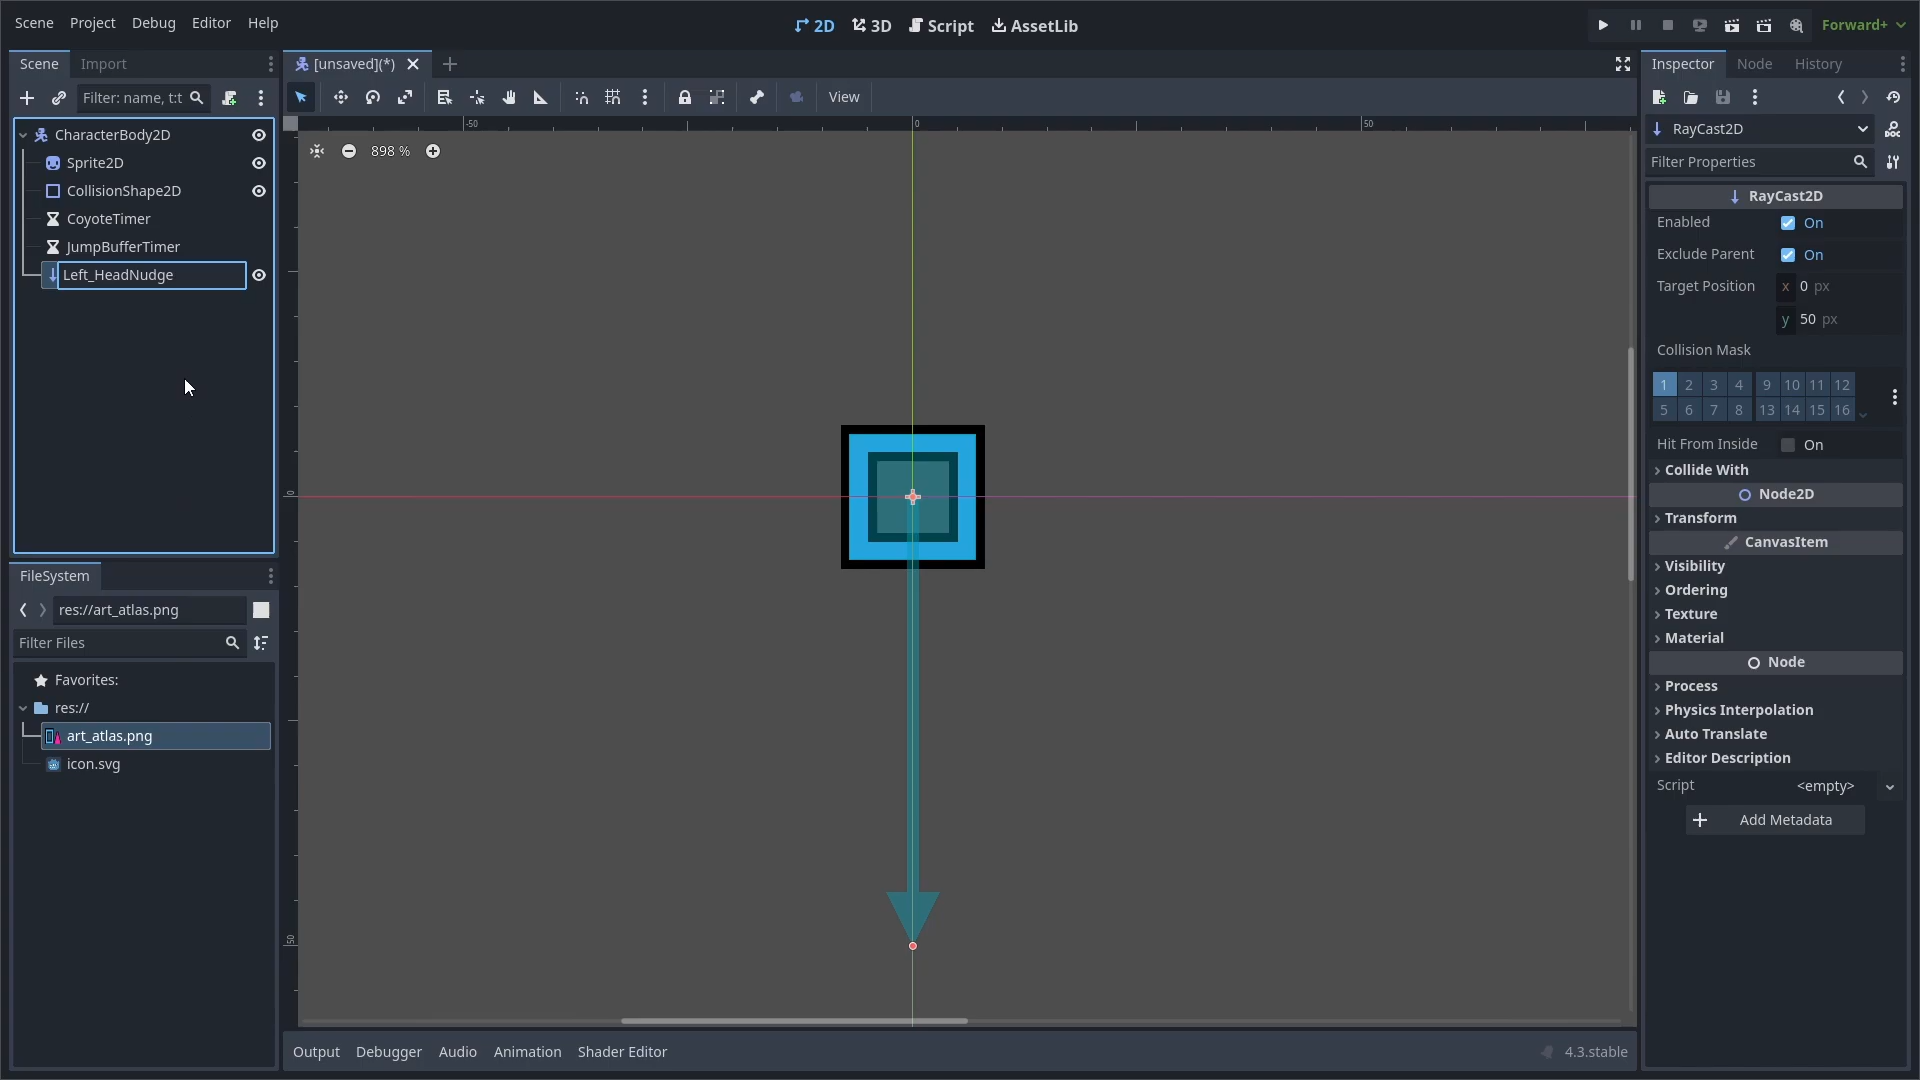 Scene Project Debug Editor Help
2D 3D Script AssetLib
Forward+
Scene Import
[unsaved](*)
Inspector Node History
Filter: name, t:t
View
CharacterBody2D
Sprite2D
CollisionShape2D
CoyoteTimer
JumpBufferTimer
Left_HeadNudge
FileSystem
res://art_atlas.png
Filter Files
Favorites:
res://
art_atlas.png
icon.svg
-50 0 50
898 %
0
50
Output Debugger Audio Animation Shader Editor
4.3.stable
RayCast2D
Filter Properties
RayCast2D
Enabled On
Exclude Parent On
Target Position x 0 px
y 50 px
Collision Mask
1 2 3 4 9 10 11 12
5 6 7 8 13 14 15 16
Hit From Inside On
Collide With
Node2D
Transform
CanvasItem
Visibility
Ordering
Texture
Material
Node
Process
Physics Interpolation
Auto Translate
Editor Description
Script <empty>
Add Metadata